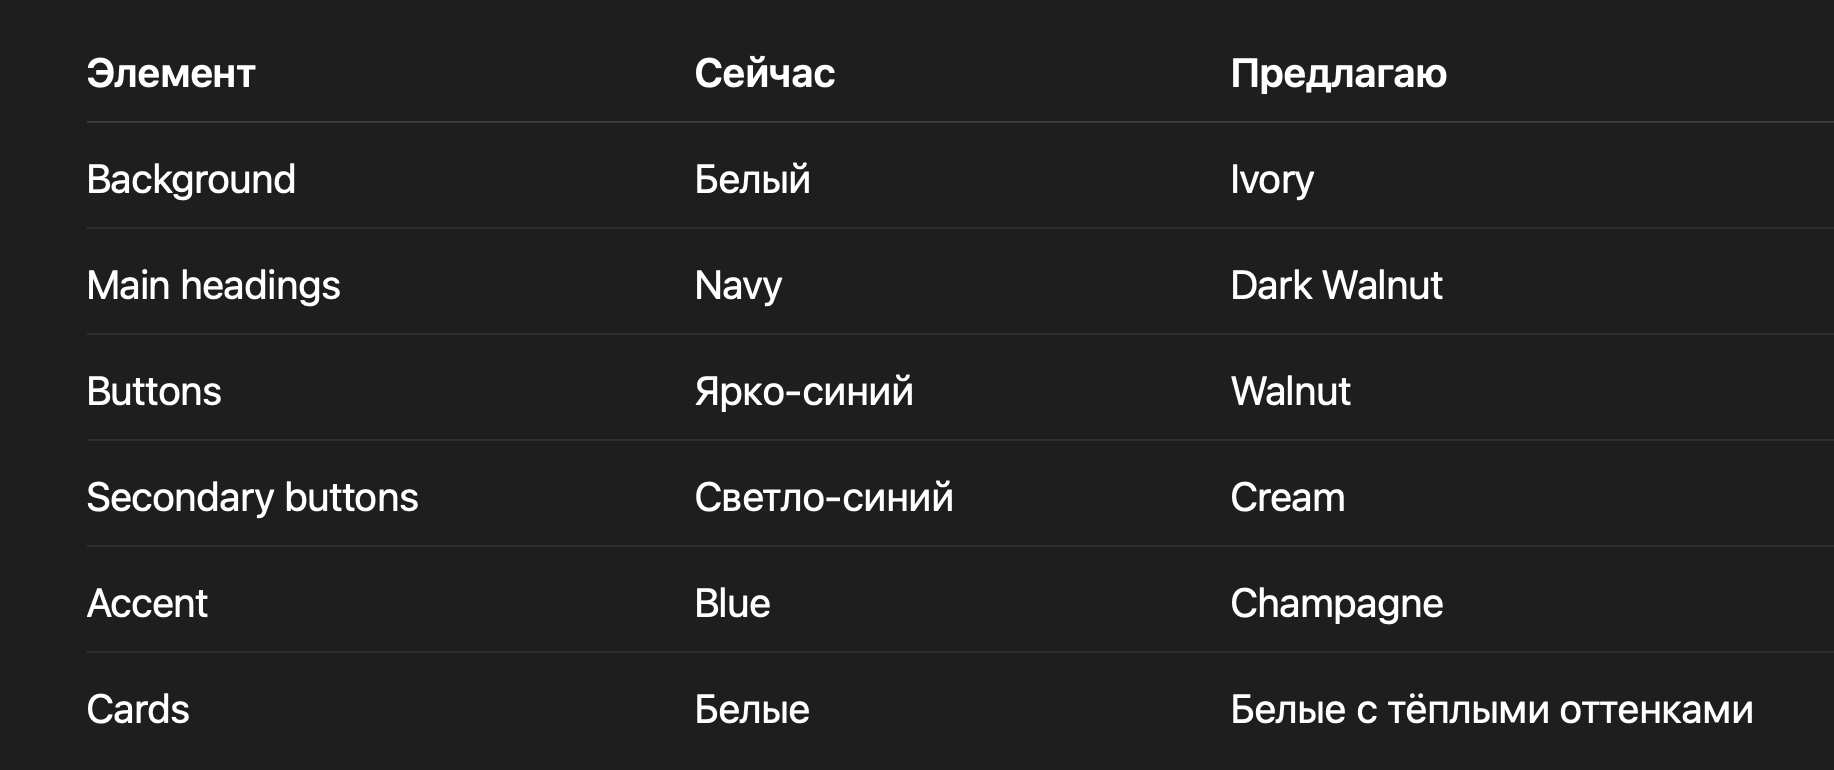 Элемент Сейчас Предлагаю
Background Белый Ivory
Main headings Navy Dark Walnut
Buttons Ярко-синий Walnut
Secondary buttons Светло-синий Cream
Accent Blue Champagne
Cards Белые Белые с тёплыми оттенками